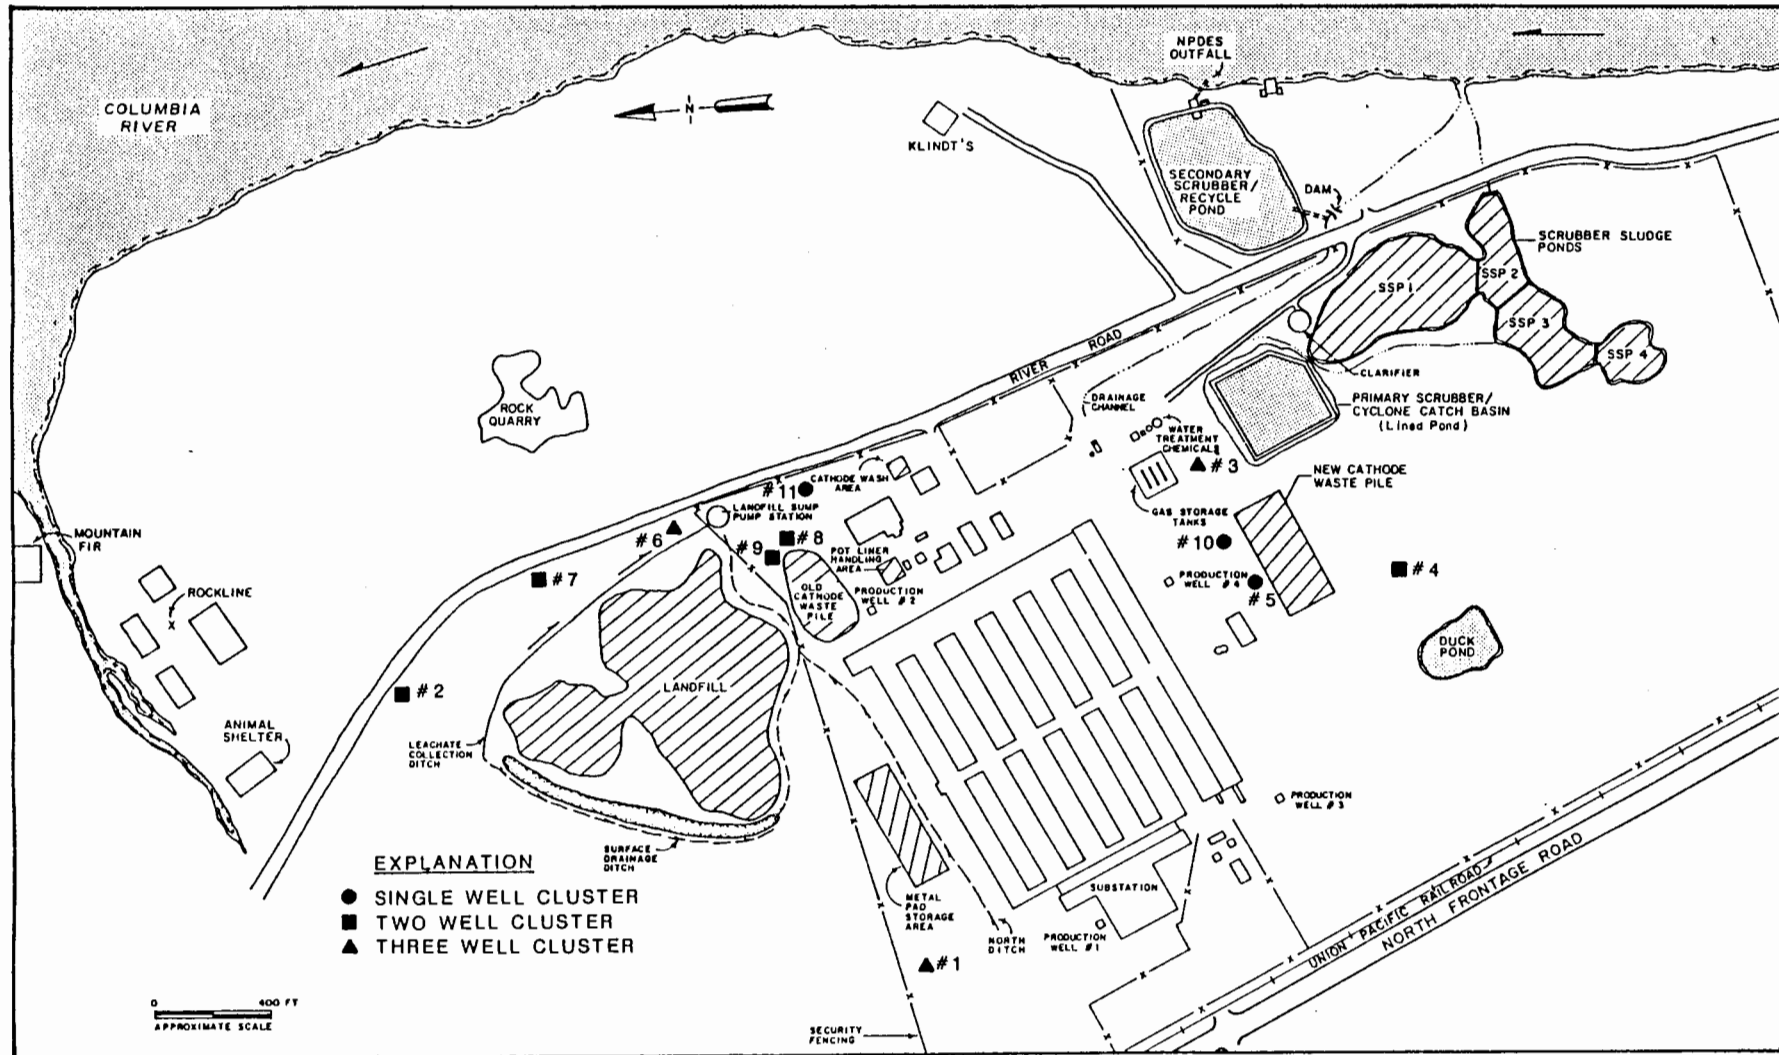 NPDES
OUTFALL
COLUMBIA
RIVER
N
KLINDT'S
SECONDARY
SCRUBBER/
RECYCLE
POND
DAM
SCRUBBER SLUDGE
PONDS
SSP 1
SSP 2
SSP 3
SSP 4
CLARIFIER
RIVER ROAD
DRAINAGE
CHANNEL
PRIMARY SCRUBBER/
CYCLONE CATCH BASIN
(Lined Pond)
ROCK
QUARRY
WATER
TREATMENT
CHEMICALS
#3
CATHODE WASH
AREA
#11
LANDFILL SUMP
PUMP STATION
GAS STORAGE
TANKS
NEW CATHODE
WASTE PILE
MOUNTAIN
FIR
#6
#8
#9
#10
POT LINER
HANDLING
AREA
#7
ROCKLINE
OLD
CATHODE
WASTE
PILE
PRODUCTION
WELL #2
PRODUCTION
WELL #4
#5
#4
DUCK
POND
#2
LANDFILL
ANIMAL
SHELTER
LEACHATE
COLLECTION
DITCH
PRODUCTION
WELL #3
SURFACE
DRAINAGE
DITCH
EXPLANATION
SINGLE WELL CLUSTER
TWO WELL CLUSTER
THREE WELL CLUSTER
METAL
PAD
STORAGE
AREA
SUBSTATION
NORTH
DITCH
PRODUCTION
WELL #1
#1
UNION PACIFIC RAILROAD
NORTH FRONTAGE ROAD
0 400 FT
APPROXIMATE SCALE
SECURITY
FENCING